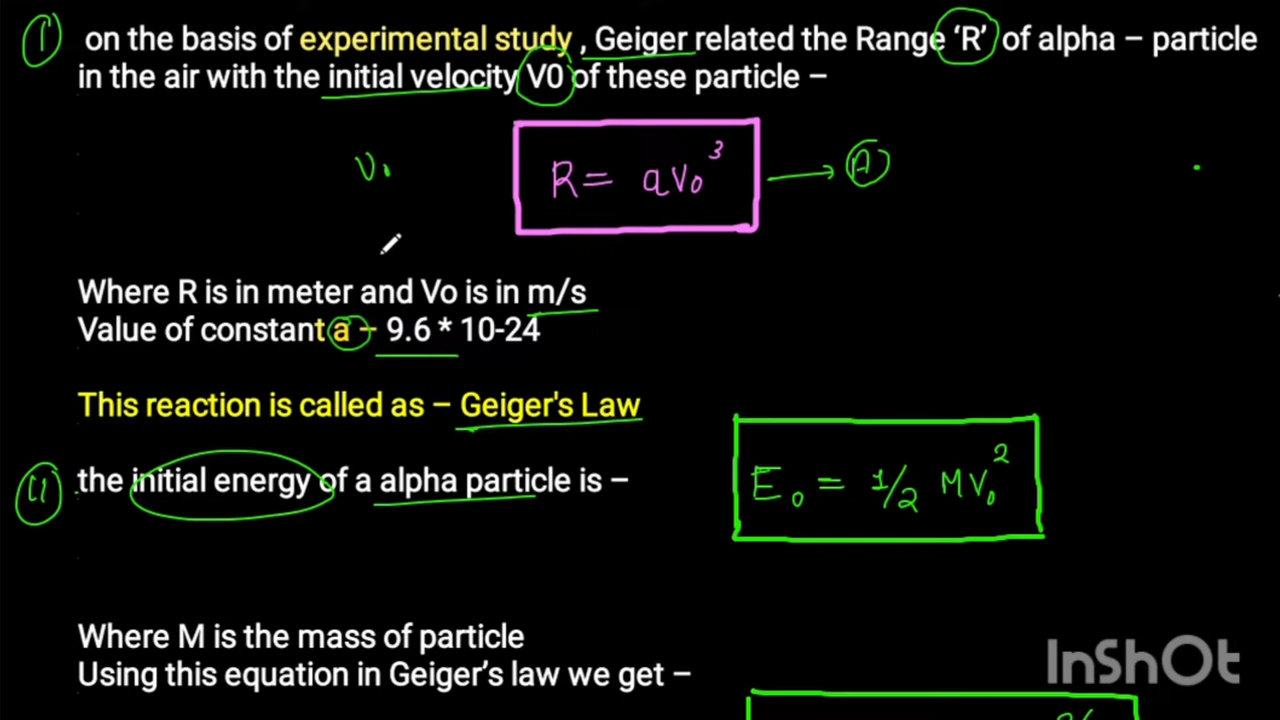 I on the basis of experimental study , Geiger related the Range ‘R’ of alpha – particle
in the air with the initial velocity V0 of these particle –
V0 R = av₀³ → A
Where R is in meter and Vo is in m/s
Value of constant a – 9.6 * 10-24
This reaction is called as – Geiger's Law
II the initial energy of a alpha particle is –
E₀ = 1/2 MV₀²
Where M is the mass of particle
Using this equation in Geiger’s law we get –
InShOt